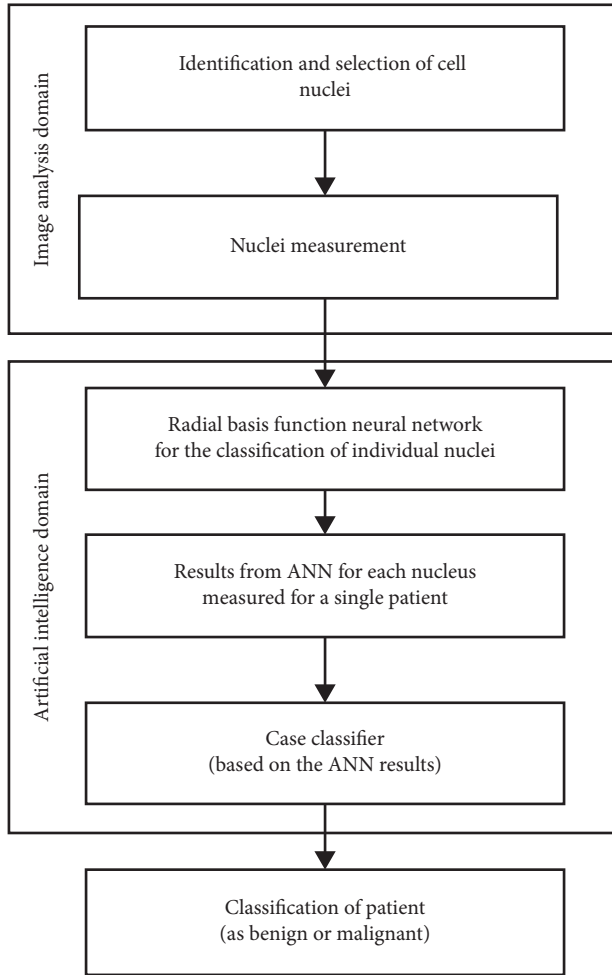 Image analysis domain
Identification and selection of cell
nuclei
Nuclei measurement
Artificial intelligence domain
Radial basis function neural network
for the classification of individual nuclei
Results from ANN for each nucleus
measured for a single patient
Case classifier
(based on the ANN results)
Classification of patient
(as benign or malignant)